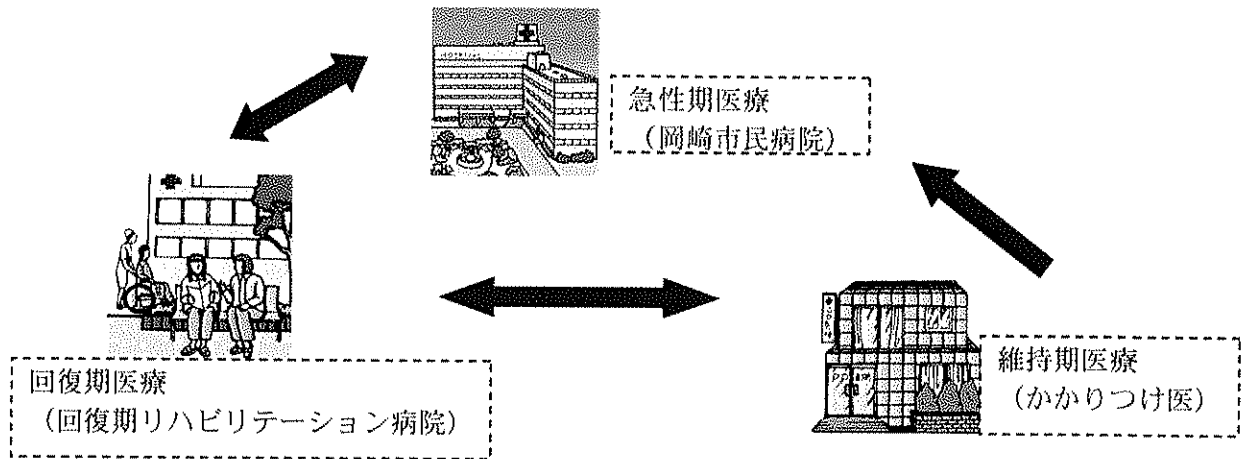 HOSPITAL
急性期医療
（岡崎市民病院）
回復期医療
（回復期リハビリテーション病院）
維持期医療
（かかりつけ医）